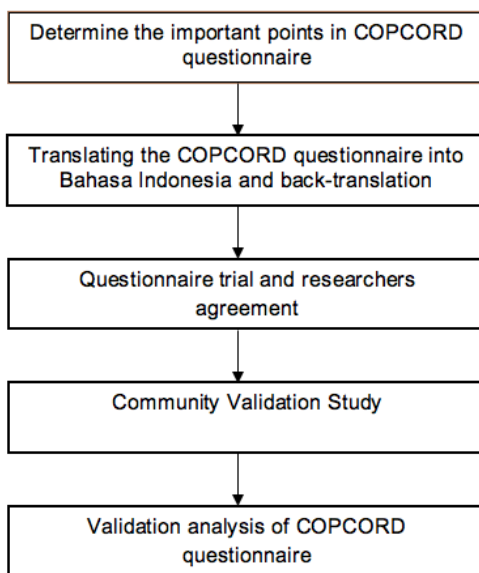 Determine the important points in COPCORD
questionnaire
Translating the COPCORD questionnaire into
Bahasa Indonesia and back-translation
Questionnaire trial and researchers
agreement
Community Validation Study
Validation analysis of COPCORD
questionnaire